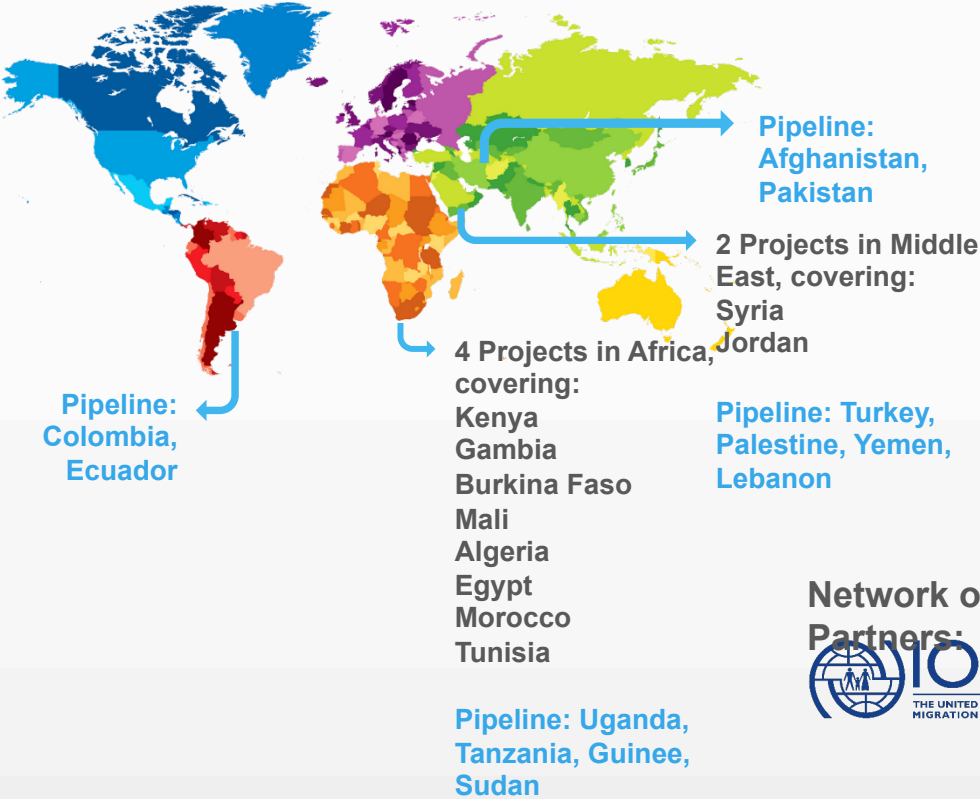 Pipeline:
Afghanistan,
Pakistan
2 Projects in Middle
East, covering:
Syria
Jordan
Pipeline: Turkey,
Palestine, Yemen,
Lebanon
4 Projects in Africa,
covering:
Kenya
Gambia
Burkina Faso
Mali
Algeria
Egypt
Morocco
Tunisia
Pipeline: Uganda,
Tanzania, Guinee,
Sudan
Pipeline:
Colombia,
Ecuador
Network o
Partners:
IO
THE UNITED
MIGRATION